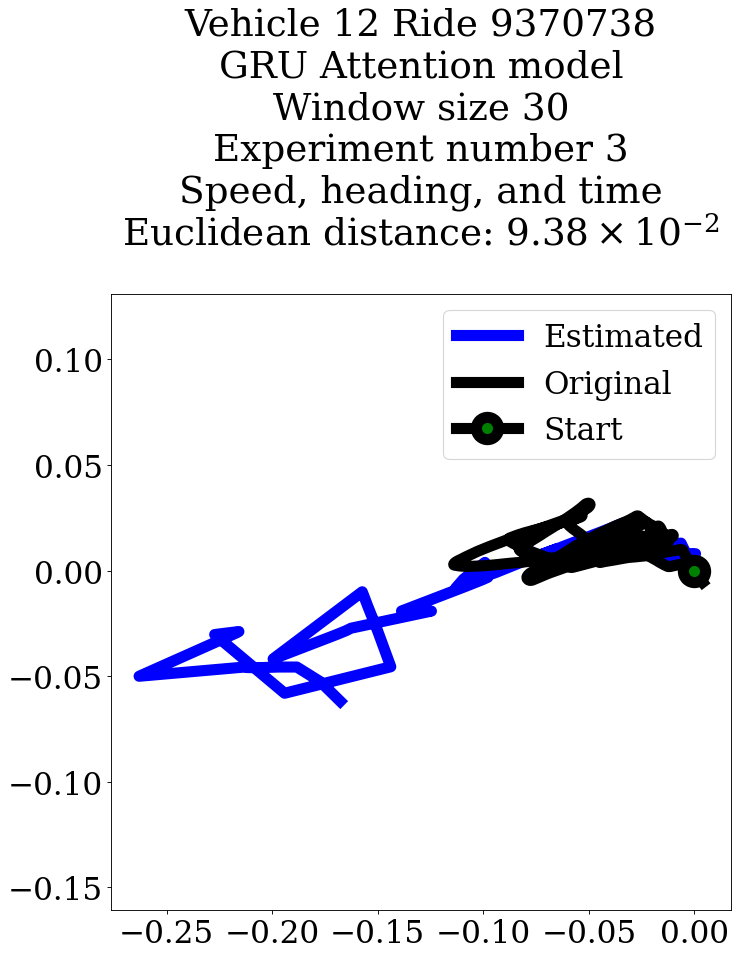 Vehicle 12 Ride 9370738
GRU Attention model
Window size 30
Experiment number 3
Speed, heading, and time
Euclidean distance: 9.38 × 10⁻²
Estimated
Original
Start
0.10
0.05
0.00
−0.05
−0.10
−0.15
−0.25 −0.20 −0.15 −0.10 −0.05 0.00